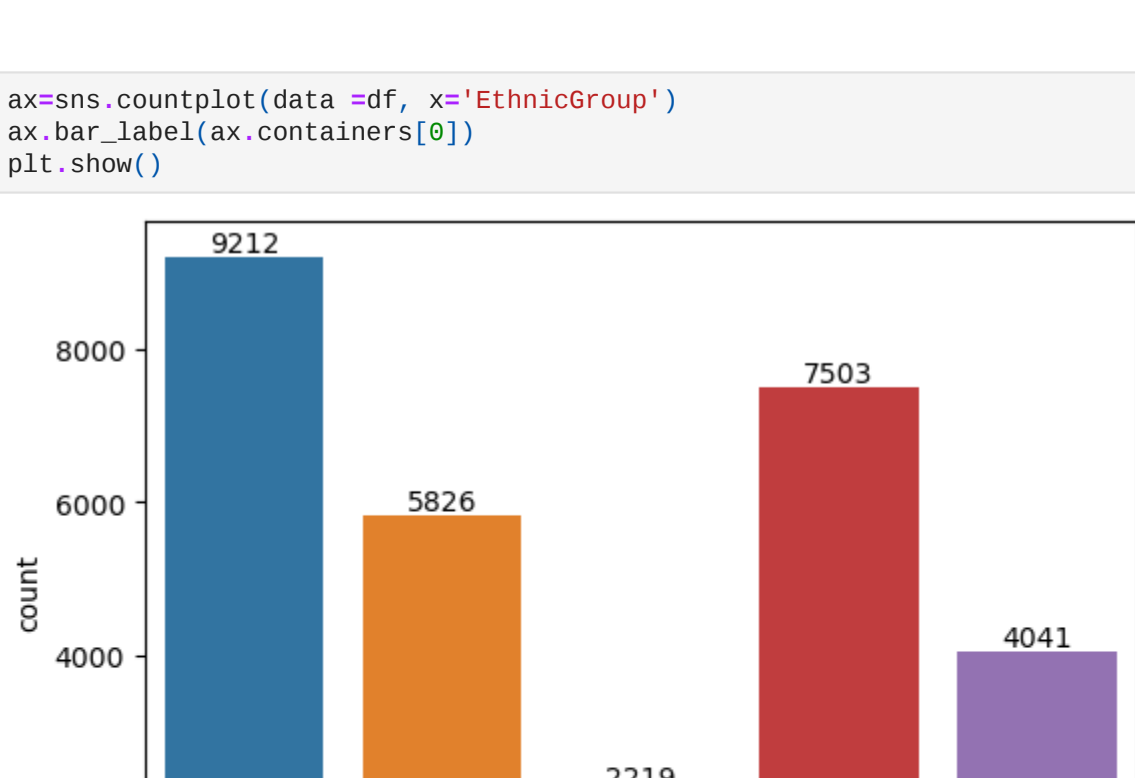 ax=sns.countplot(data =df, x='EthnicGroup')
ax.bar_label(ax.containers[0])
plt.show()
9212
8000
7503
5826
6000
count
4041
4000
2219